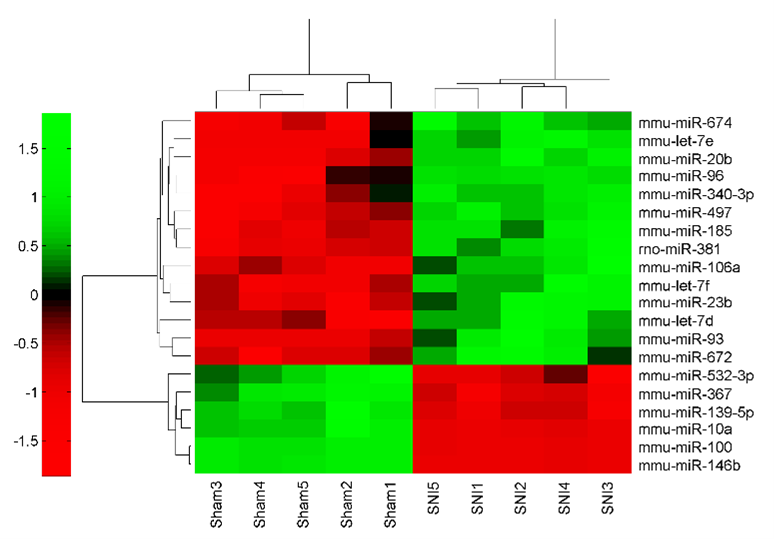 1.5
1
0.5
0
-0.5
-1
-1.5
mmu-miR-674
mmu-let-7e
mmu-miR-20b
mmu-miR-96
mmu-miR-340-3p
mmu-miR-497
mmu-miR-185
rno-miR-381
mmu-miR-106a
mmu-let-7f
mmu-miR-23b
mmu-let-7d
mmu-miR-93
mmu-miR-672
mmu-miR-532-3p
mmu-miR-367
mmu-miR-139-5p
mmu-miR-10a
mmu-miR-100
mmu-miR-146b
Sham3
Sham4
Sham5
Sham2
Sham1
SNI5
SNI1
SNI2
SNI4
SNI3